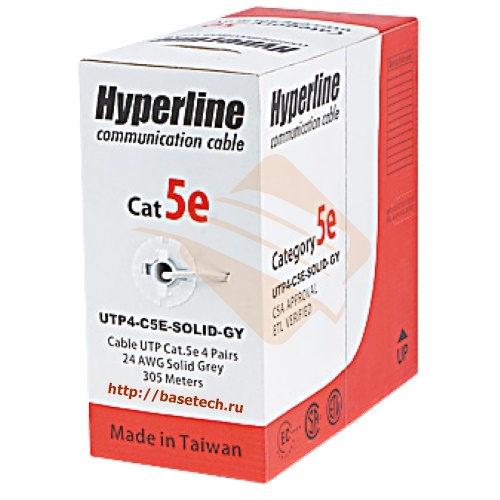 Hyperline
communication cable
Cat 5e
UTP4-C5E-SOLID-GY
Cable UTP Cat.5e 4 Pairs
24 AWG Solid Grey
305 Meters
http://basetech.ru
Made in Taiwan
Hyperline
communication cable
Category 5e
UTP4-C5E-SOLID-GY
CSA APPROVAL
ETL VERIFIED
UP